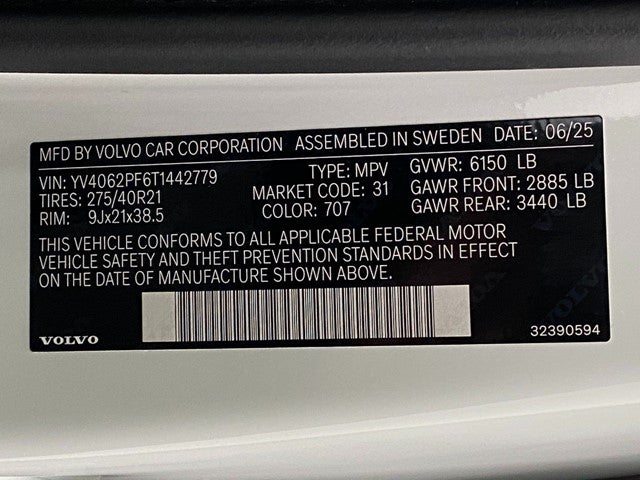 MFD BY VOLVO CAR CORPORATION ASSEMBLED IN SWEDEN DATE: 06/25
VIN: YV4062PF6T1442779 TYPE: MPV GVWR: 6150 LB
TIRES: 275/40R21 MARKET CODE: 31 GAWR FRONT: 2885 LB
RIM: 9Jx21x38.5 COLOR: 707 GAWR REAR: 3440 LB
THIS VEHICLE CONFORMS TO ALL APPLICABLE FEDERAL MOTOR
VEHICLE SAFETY AND THEFT PREVENTION STANDARDS IN EFFECT
ON THE DATE OF MANUFACTURE SHOWN ABOVE.
VOLVO 32390594